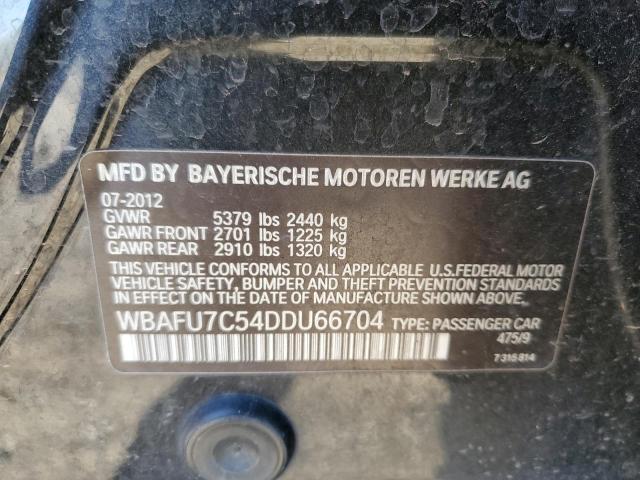 MFD BY BAYERISCHE MOTOREN WERKE AG
07-2012
GVWR 5379 lbs 2440 kg
GAWR FRONT 2701 lbs 1225 kg
GAWR REAR 2910 lbs 1320 kg
THIS VEHICLE CONFORMS TO ALL APPLICABLE U.S.FEDERAL MOTOR
VEHICLE SAFETY, BUMPER AND THEFT PREVENTION STANDARDS
IN EFFECT ON THE DATE OF MANUFACTURE SHOWN ABOVE.
WBAFU7C54DDU66704 TYPE: PASSENGER CAR
475/9
7 315 814